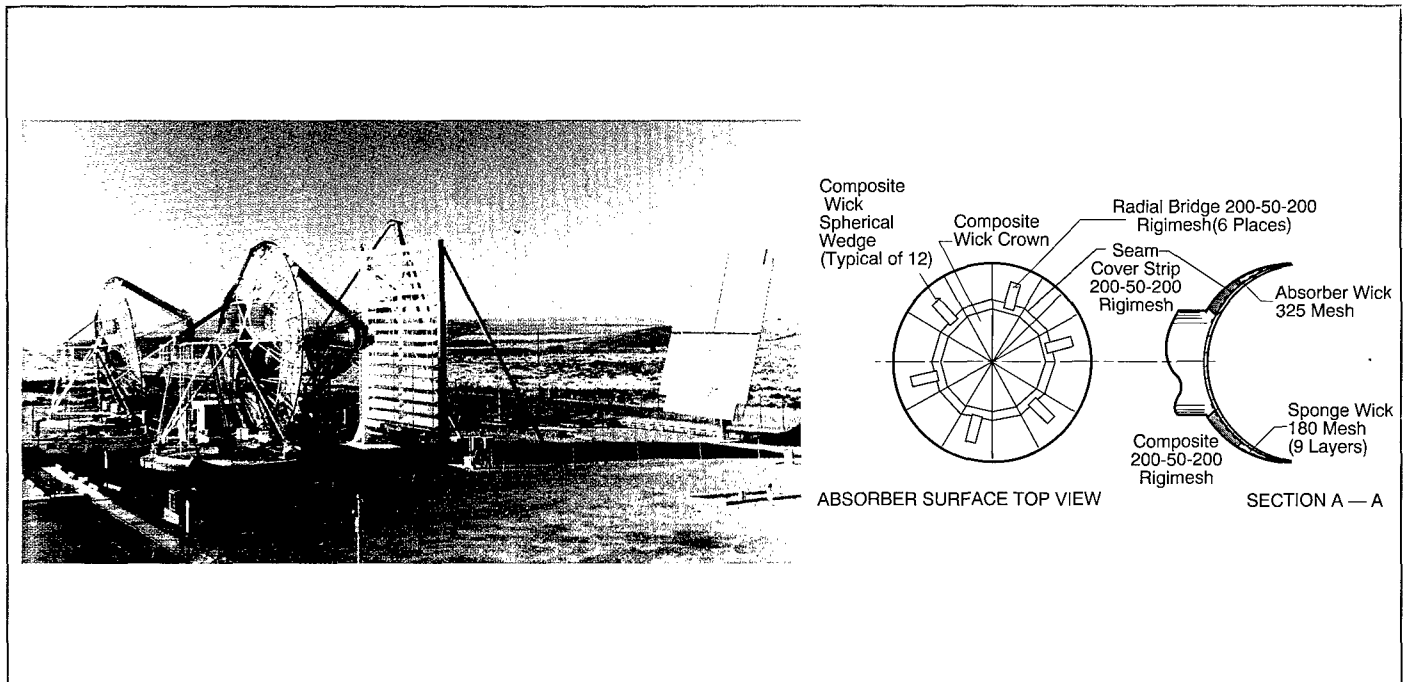 Composite
Wick
Spherical
Wedge
(Typical of 12)
Composite
Wick Crown
Radial Bridge 200-50-200
Rigimesh(6 Places)
Seam
Cover Strip
200-50-200
Rigimesh
Absorber Wick
325 Mesh
Sponge Wick
180 Mesh
(9 Layers)
Composite
200-50-200
Rigimesh
ABSORBER SURFACE TOP VIEW
SECTION A — A